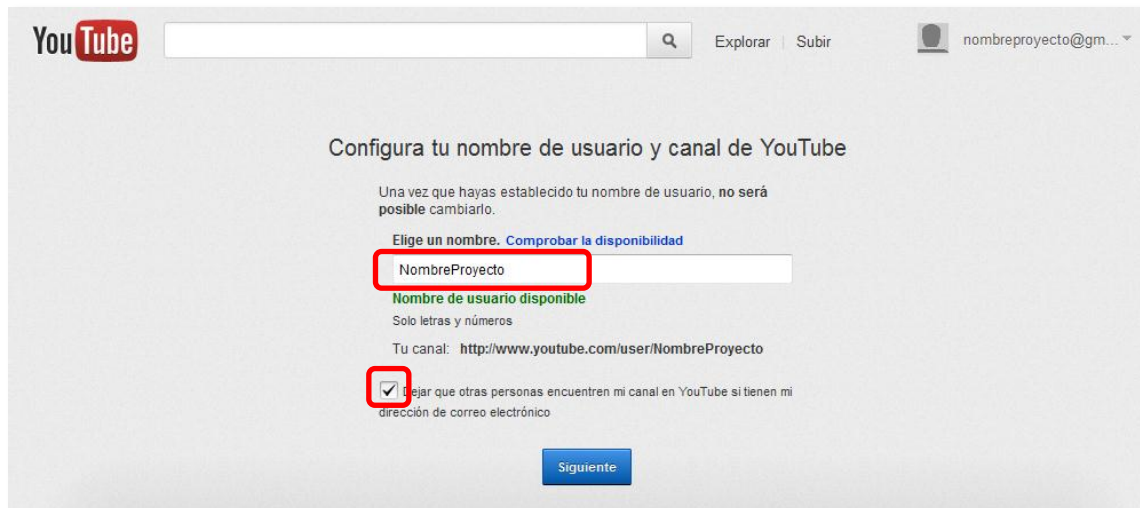 YouTube
Explorar Subir
nombreproyecto@gm...
Configura tu nombre de usuario y canal de YouTube
Una vez que hayas establecido tu nombre de usuario, no será
posible cambiarlo.
Elige un nombre. Comprobar la disponibilidad
NombreProyecto
Nombre de usuario disponible
Solo letras y números
Tu canal: http://www.youtube.com/user/NombreProyecto
Dejar que otras personas encuentren mi canal en YouTube si tienen mi
dirección de correo electrónico
Siguiente